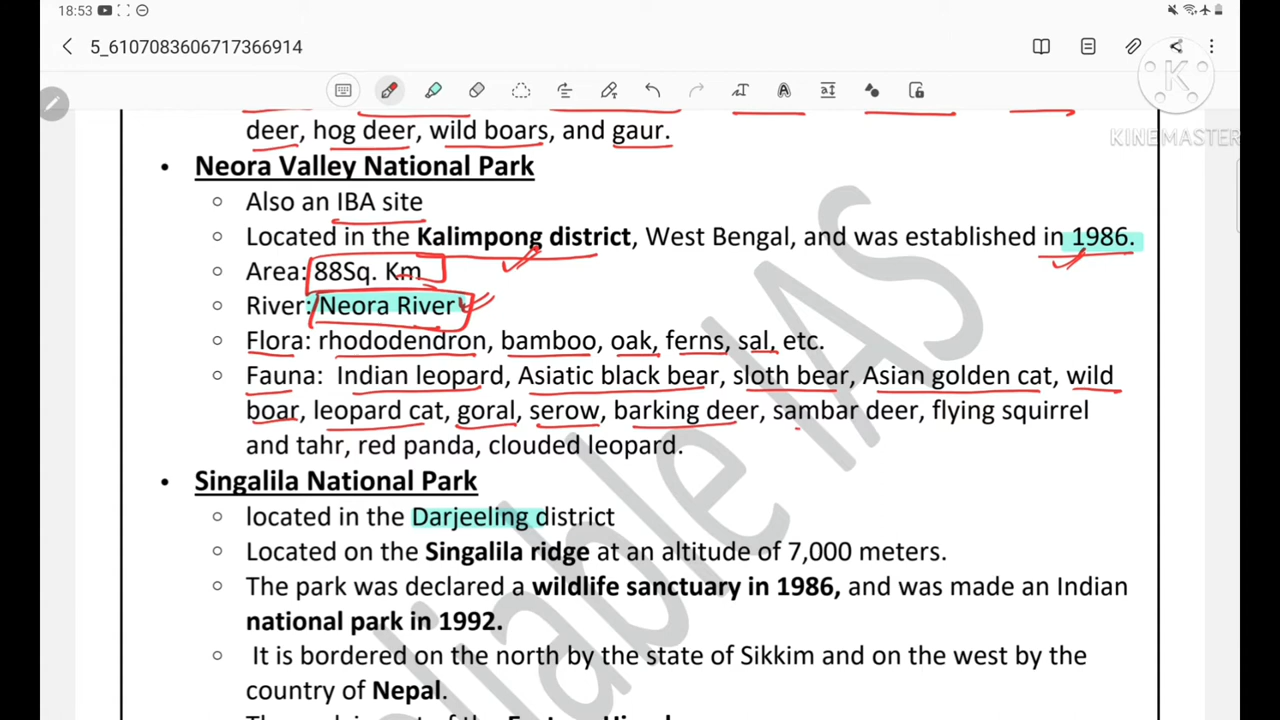 18:53
5_6107083606717366914
KINEMASTER
deer, hog deer, wild boars, and gaur.
• Neora Valley National Park
○ Also an IBA site
○ Located in the Kalimpong district, West Bengal, and was established in 1986.
○ Area: 88Sq. Km
○ River: Neora River
○ Flora: rhododendron, bamboo, oak, ferns, sal, etc.
○ Fauna: Indian leopard, Asiatic black bear, sloth bear, Asian golden cat, wild
boar, leopard cat, goral, serow, barking deer, sambar deer, flying squirrel
and tahr, red panda, clouded leopard.
• Singalila National Park
○ located in the Darjeeling district
○ Located on the Singalila ridge at an altitude of 7,000 meters.
○ The park was declared a wildlife sanctuary in 1986, and was made an Indian
national park in 1992.
○ It is bordered on the north by the state of Sikkim and on the west by the
country of Nepal.